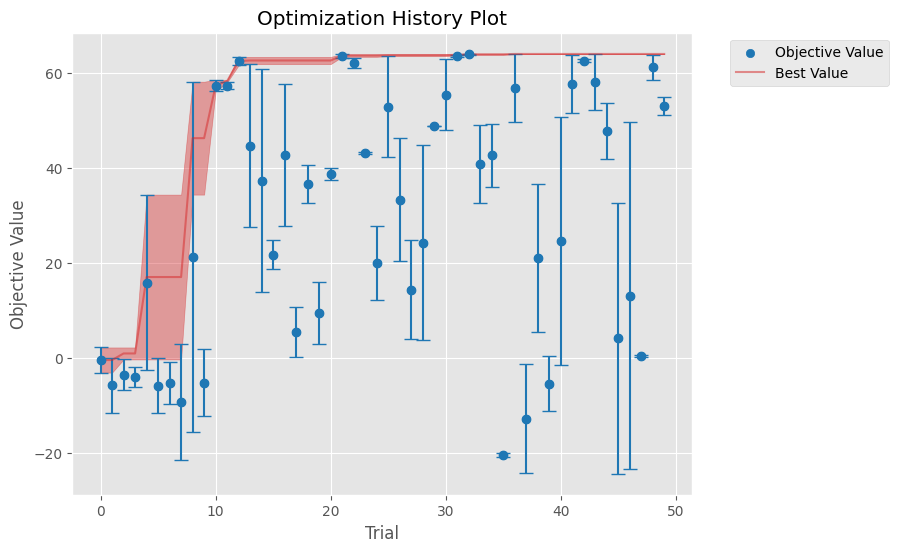 Optimization History Plot
Objective Value
Best Value
Objective Value
60
40
20
0
−20
0 10 20 30 40 50
Trial